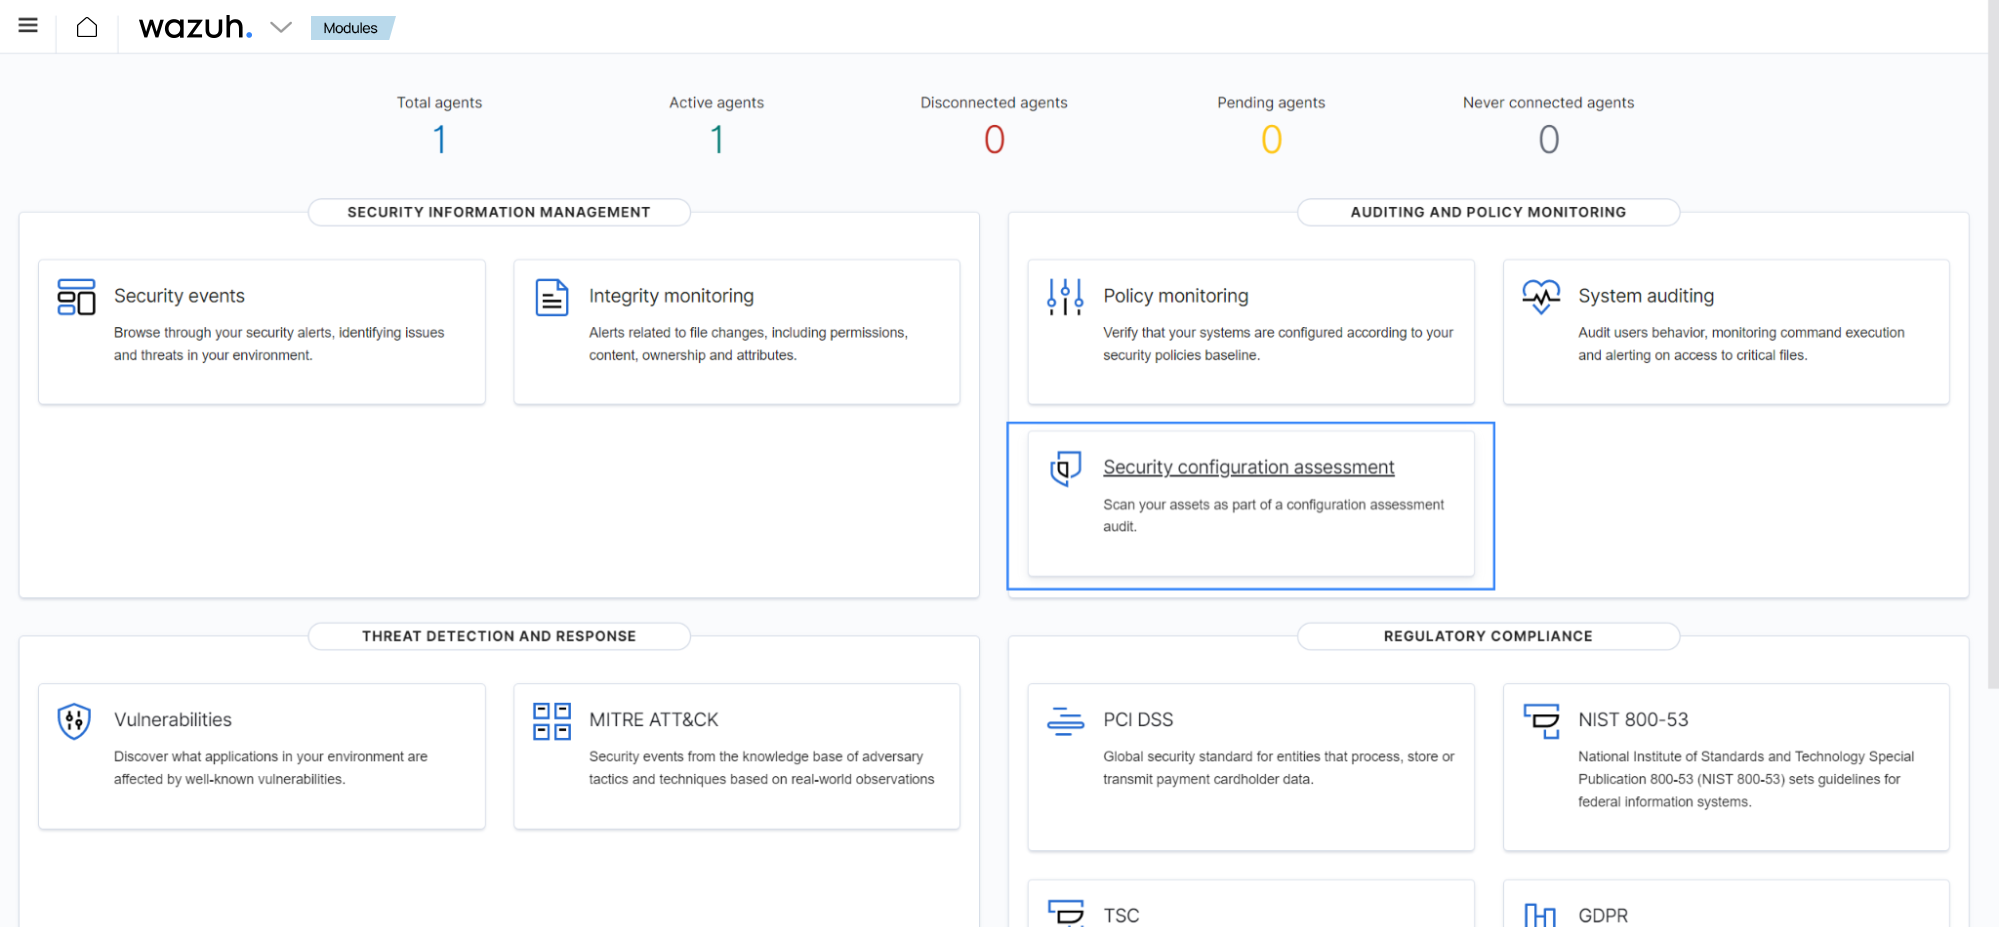 wazuh.
Modules
Total agents
1
Active agents
1
Disconnected agents
0
Pending agents
0
Never connected agents
0
SECURITY INFORMATION MANAGEMENT
Security events
Browse through your security alerts, identifying issues
and threats in your environment.
Integrity monitoring
Alerts related to file changes, including permissions,
content, ownership and attributes.
AUDITING AND POLICY MONITORING
Policy monitoring
Verify that your systems are configured according to your
security policies baseline.
System auditing
Audit users behavior, monitoring command execution
and alerting on access to critical files.
Security configuration assessment
Scan your assets as part of a configuration assessment
audit.
THREAT DETECTION AND RESPONSE
Vulnerabilities
Discover what applications in your environment are
affected by well-known vulnerabilities.
MITRE ATT&CK
Security events from the knowledge base of adversary
tactics and techniques based on real-world observations
REGULATORY COMPLIANCE
PCI DSS
Global security standard for entities that process, store or
transmit payment cardholder data.
NIST 800-53
National Institute of Standards and Technology Special
Publication 800-53 (NIST 800-53) sets guidelines for
federal information systems.
TSC
GDPR